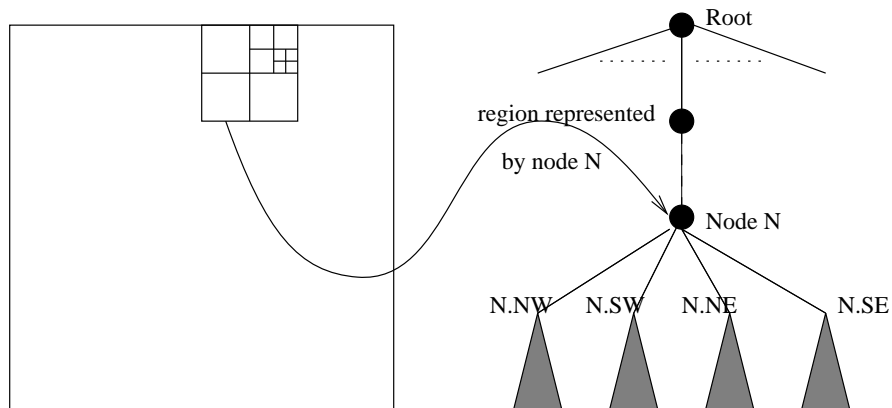 Root
region represented
by node N
Node N
N.NW
N.SW
N.NE
N.SE